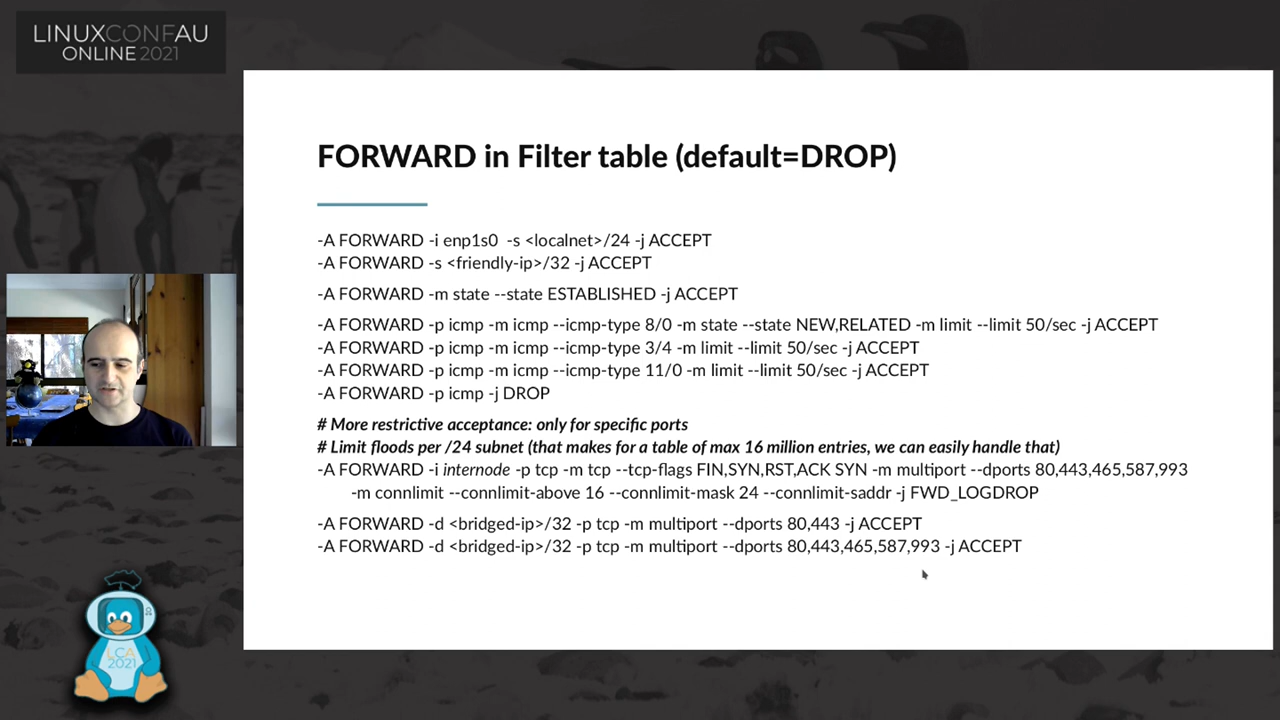 LINUXCONFAU
ONLINE 2021
FORWARD in Filter table (default=DROP)
-A FORWARD -i enp1s0 -s <localnet>/24 -j ACCEPT
-A FORWARD -s <friendly-ip>/32 -j ACCEPT
-A FORWARD -m state --state ESTABLISHED -j ACCEPT
-A FORWARD -p icmp -m icmp --icmp-type 8/0 -m state --state NEW,RELATED -m limit --limit 50/sec -j ACCEPT
-A FORWARD -p icmp -m icmp --icmp-type 3/4 -m limit --limit 50/sec -j ACCEPT
-A FORWARD -p icmp -m icmp --icmp-type 11/0 -m limit --limit 50/sec -j ACCEPT
-A FORWARD -p icmp -j DROP
# More restrictive acceptance: only for specific ports
# Limit floods per /24 subnet (that makes for a table of max 16 million entries, we can easily handle that)
-A FORWARD -i internode -p tcp -m tcp --tcp-flags FIN,SYN,RST,ACK SYN -m multiport --dports 80,443,465,587,993
-m connlimit --connlimit-above 16 --connlimit-mask 24 --connlimit-saddr -j FWD_LOGDROP
-A FORWARD -d <bridged-ip>/32 -p tcp -m multiport --dports 80,443 -j ACCEPT
-A FORWARD -d <bridged-ip>/32 -p tcp -m multiport --dports 80,443,465,587,993 -j ACCEPT
LCA
2021